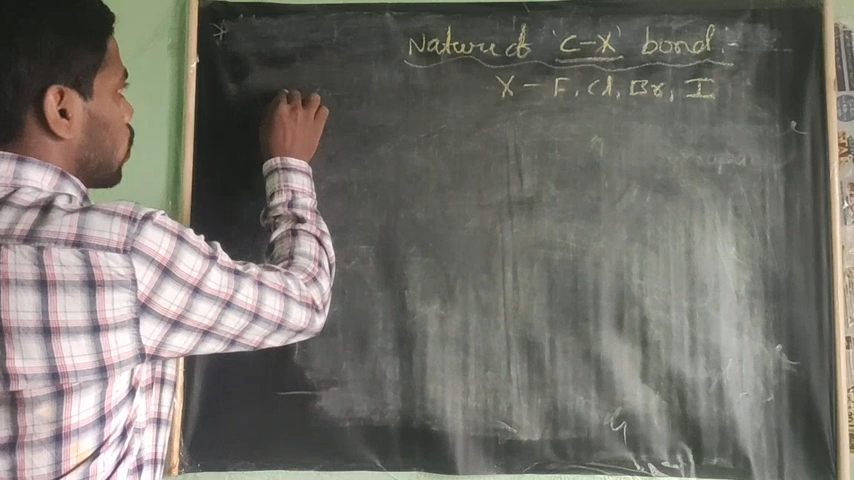 Nature of 'C-X' bond:-
X - F, Cl, Br, I